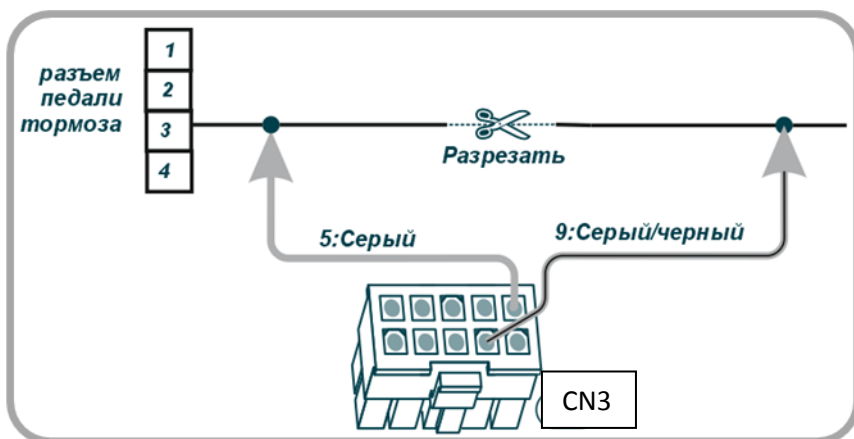 1
разъем
педали
тормоза
2
3
4
Разрезать
5:Серый
9:Серый/черный
CN3